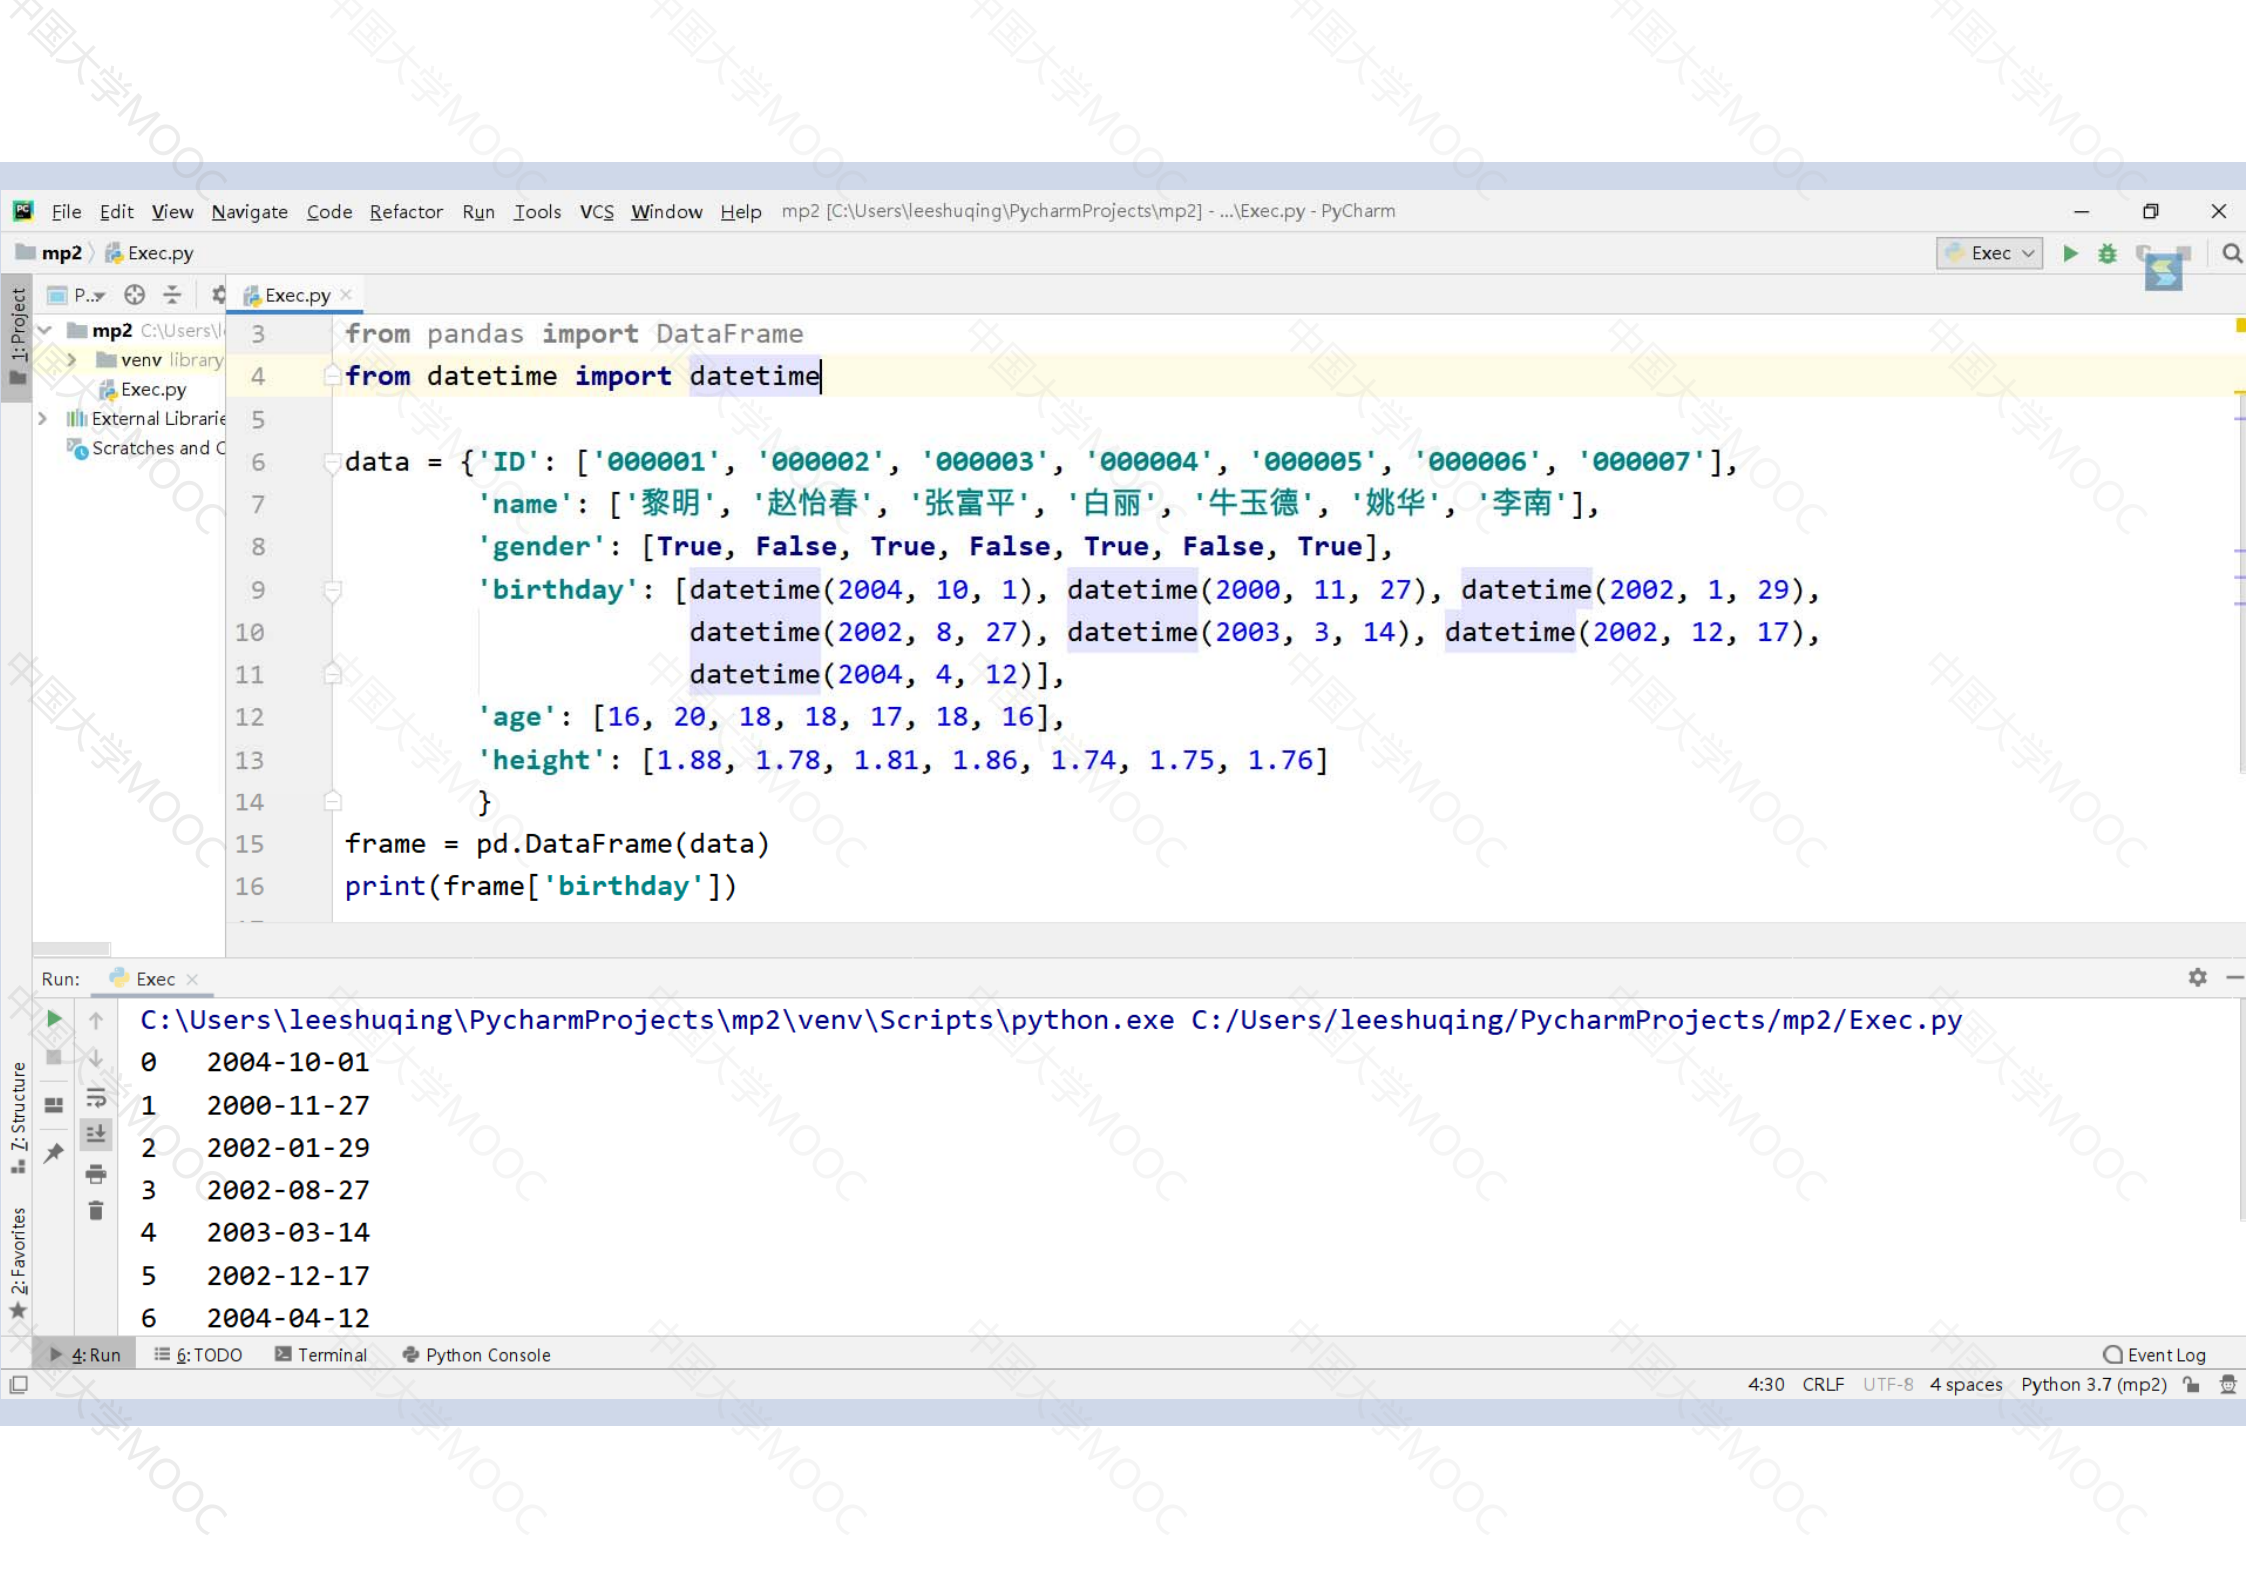 File Edit View Navigate Code Refactor Run Tools VCS Window Help mp2 [C:\Users\leeshuqing\PycharmProjects\mp2] - ...\Exec.py - PyCharm
mp2 Exec.py Exec
1: Project P.. Exec.py
mp2 C:\Users\l
venv library
Exec.py
External Librarie
Scratches and C
3 from pandas import DataFrame
4 from datetime import datetime
5
6 data = {'ID': ['000001', '000002', '000003', '000004', '000005', '000006', '000007'],
7 'name': ['黎明', '赵怡春', '张富平', '白丽', '牛玉德', '姚华', '李南'],
8 'gender': [True, False, True, False, True, False, True],
9 'birthday': [datetime(2004, 10, 1), datetime(2000, 11, 27), datetime(2002, 1, 29),
10 datetime(2002, 8, 27), datetime(2003, 3, 14), datetime(2002, 12, 17),
11 datetime(2004, 4, 12)],
12 'age': [16, 20, 18, 18, 17, 18, 16],
13 'height': [1.88, 1.78, 1.81, 1.86, 1.74, 1.75, 1.76]
14 }
15 frame = pd.DataFrame(data)
16 print(frame['birthday'])
Run: Exec
C:\Users\leeshuqing\PycharmProjects\mp2\venv\Scripts\python.exe C:/Users/leeshuqing/PycharmProjects/mp2/Exec.py
0 2004-10-01
1 2000-11-27
2 2002-01-29
3 2002-08-27
4 2003-03-14
5 2002-12-17
6 2004-04-12
7: Structure
2: Favorites
4: Run 6: TODO Terminal Python Console Event Log
4:30 CRLF UTF-8 4 spaces Python 3.7 (mp2)
中国大学MOOC